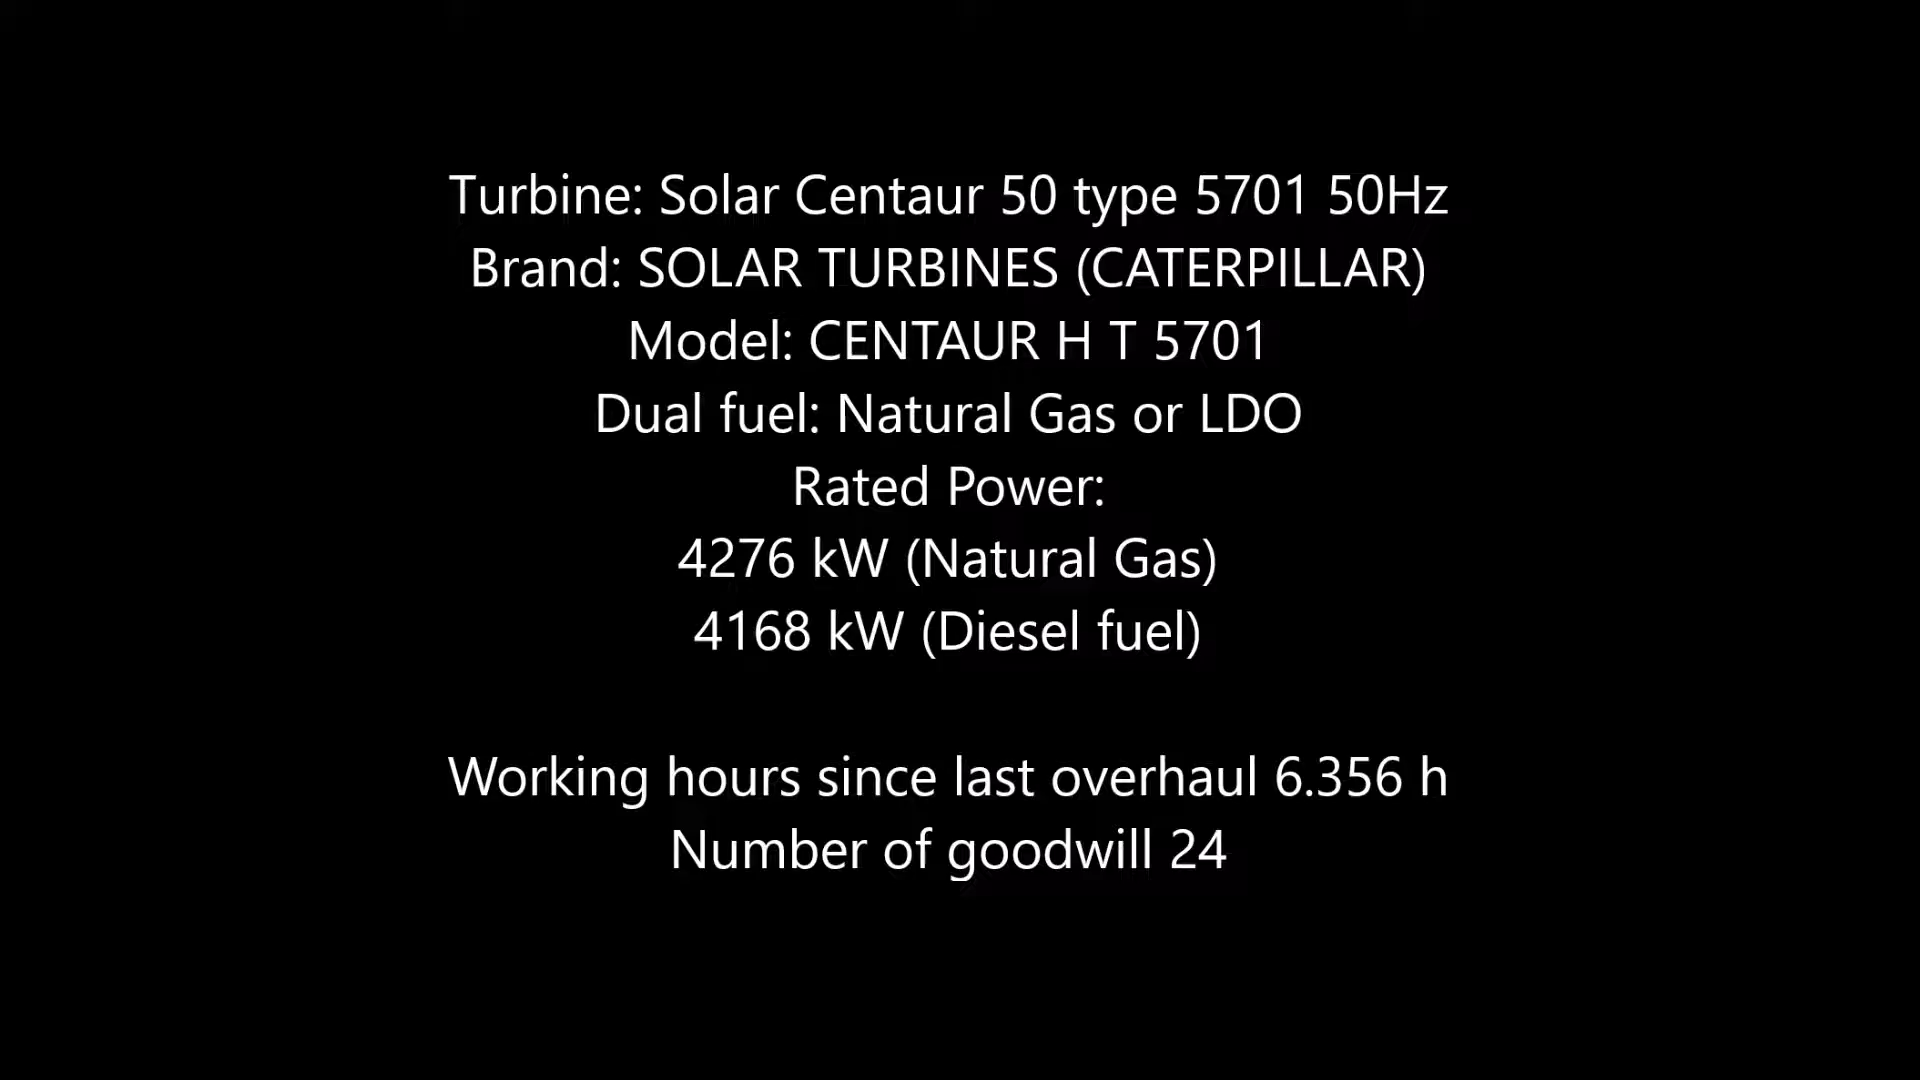 Turbine: Solar Centaur 50 type 5701 50Hz
Brand: SOLAR TURBINES (CATERPILLAR)
Model: CENTAUR H T 5701
Dual fuel: Natural Gas or LDO
Rated Power:
4276 kW (Natural Gas)
4168 kW (Diesel fuel)
Working hours since last overhaul 6.356 h
Number of goodwill 24